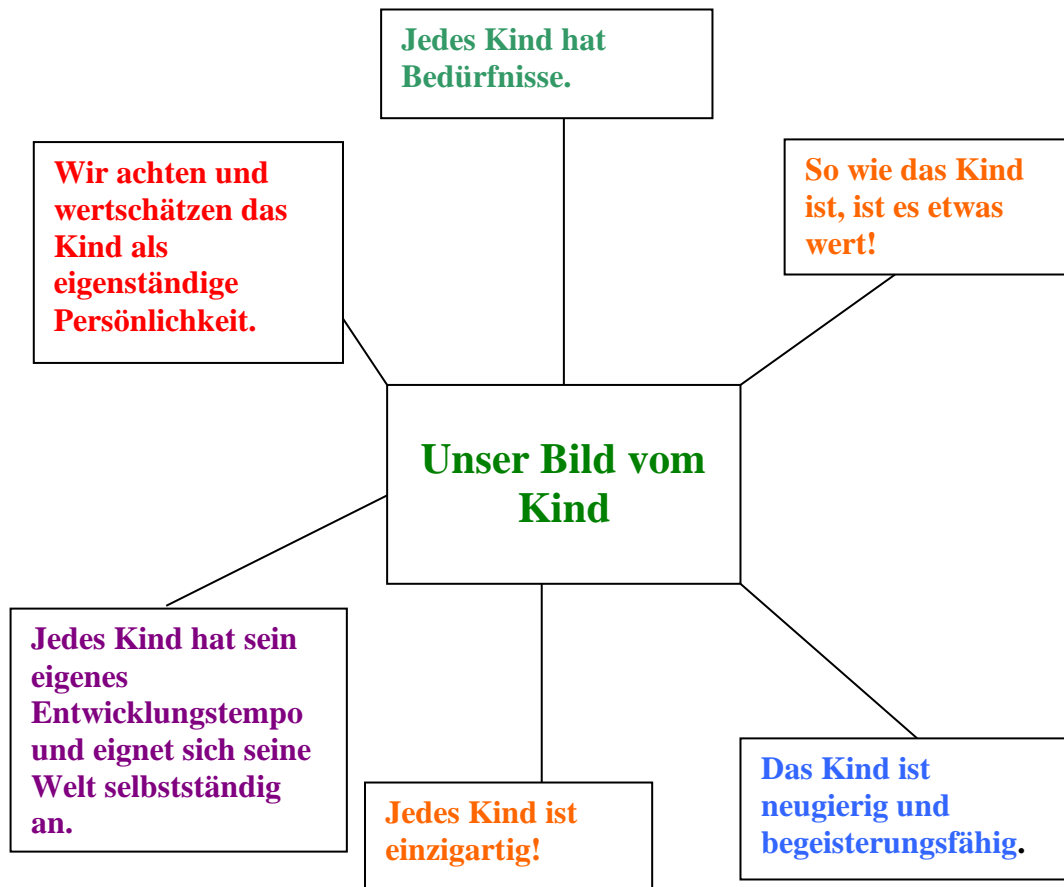 Jedes Kind hat
Bedürfnisse.
Wir achten und
wertschätzen das
Kind als
eigenständige
Persönlichkeit.
So wie das Kind
ist, ist es etwas
wert!
Unser Bild vom
Kind
Jedes Kind hat sein
eigenes
Entwicklungstempo
und eignet sich seine
Welt selbstständig
an.
Jedes Kind ist
einzigartig!
Das Kind ist
neugierig und
begeisterungsfähig.